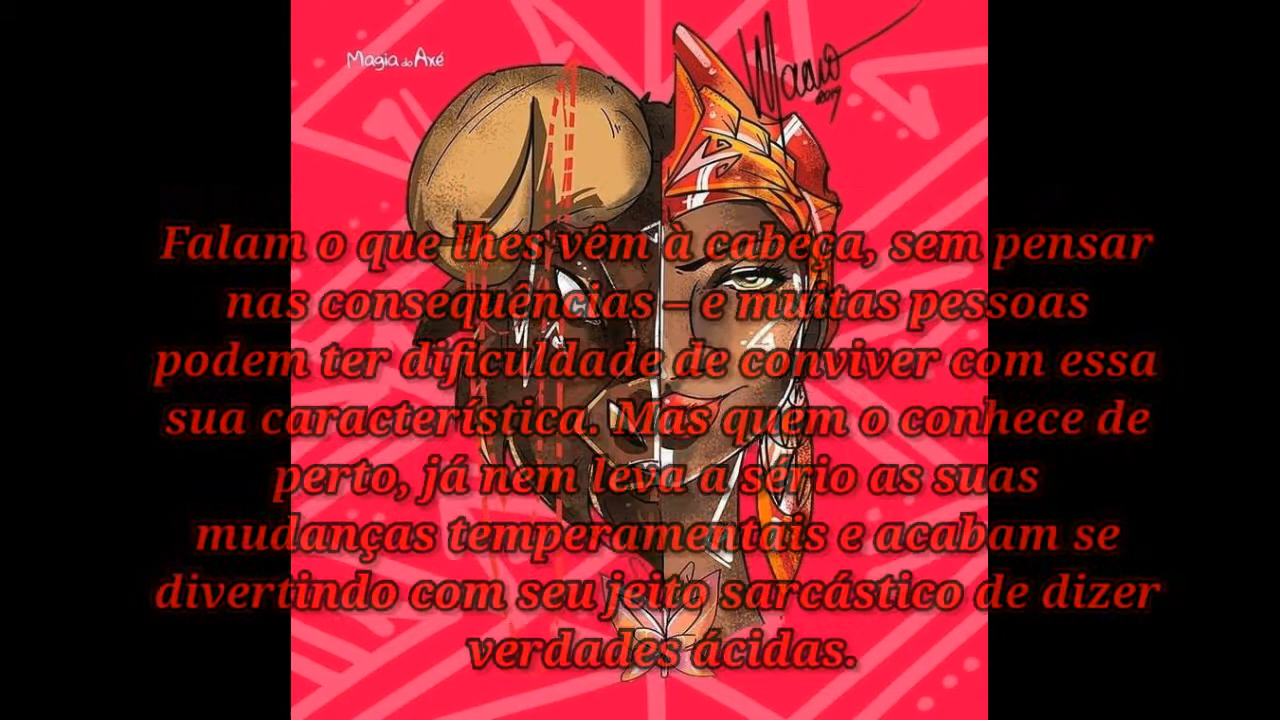 Magia do Axé
2019
Falam o que lhes vêm à cabeça, sem pensar
nas consequências – e muitas pessoas
podem ter dificuldade de conviver com essa
sua característica. Mas quem o conhece de
perto, já nem leva a sério as suas
mudanças temperamentais e acabam se
divertindo com seu jeito sarcástico de dizer
verdades ácidas.